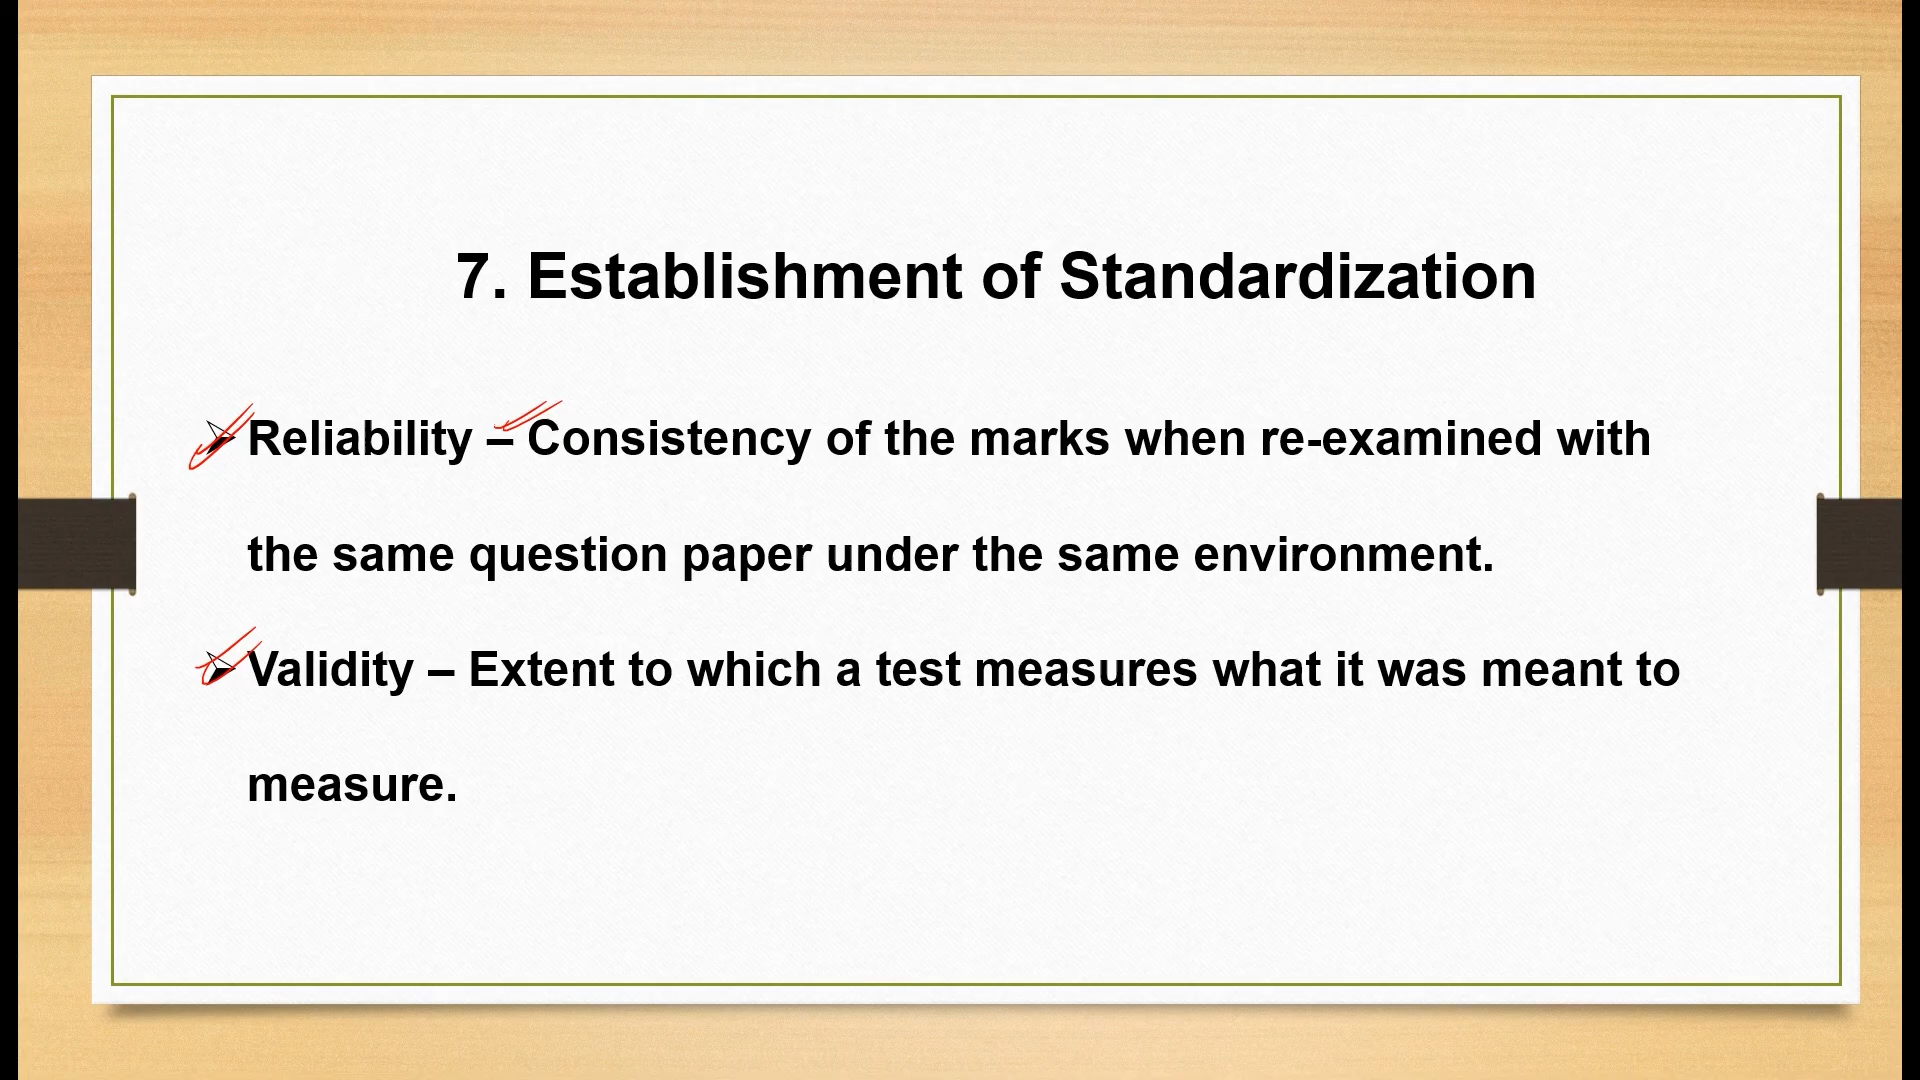 7. Establishment of Standardization
Reliability – Consistency of the marks when re-examined with
the same question paper under the same environment.
Validity – Extent to which a test measures what it was meant to
measure.